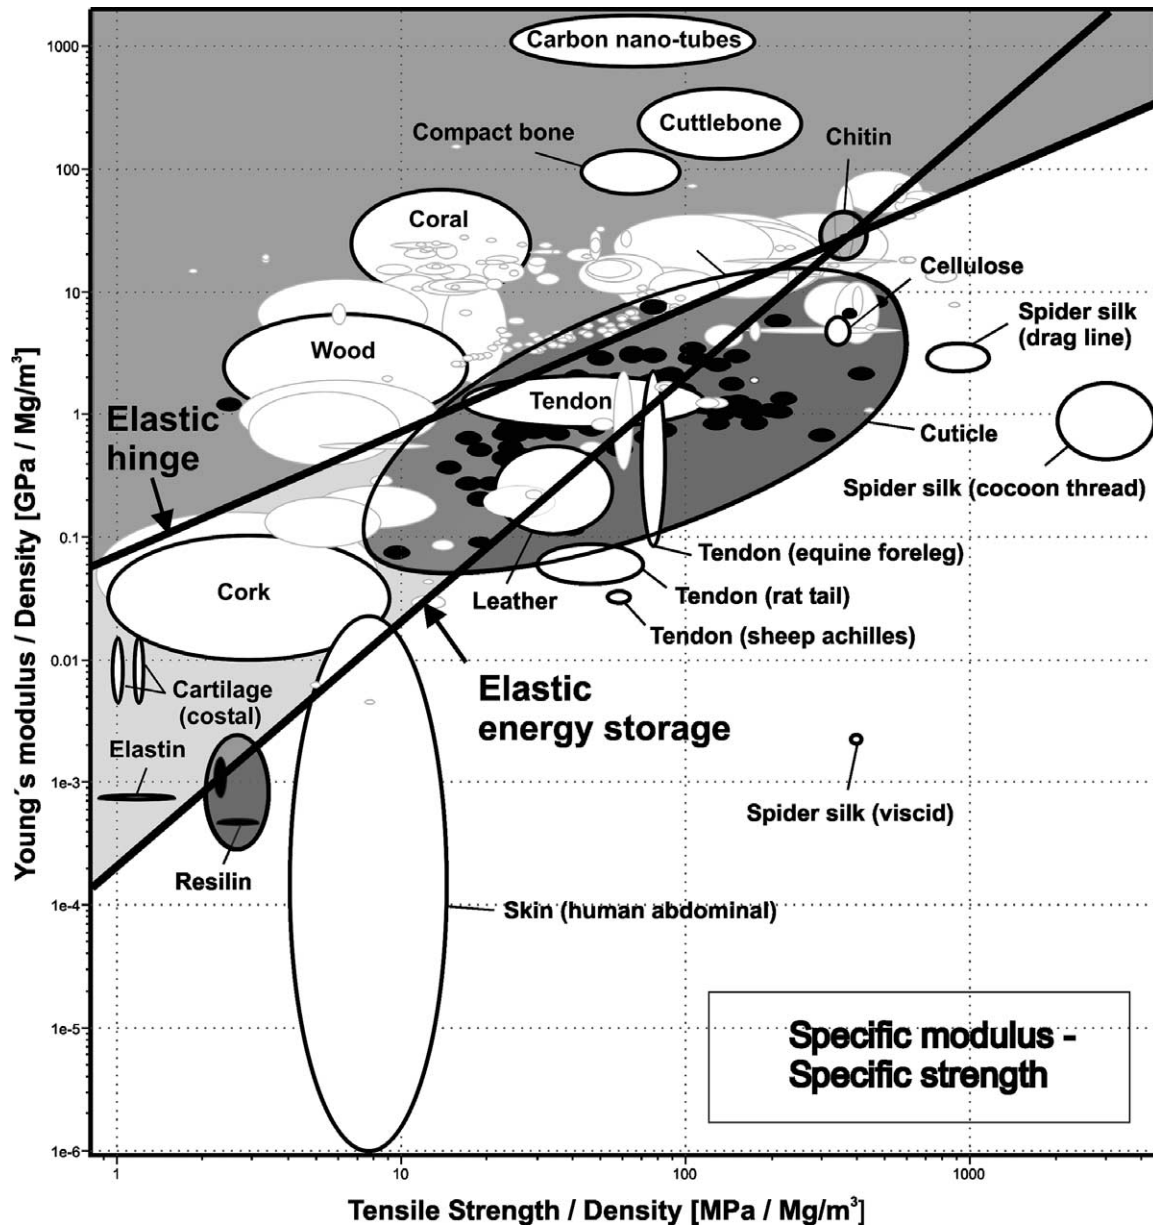 Carbon nano-tubes
Cuttlebone
Compact bone
Chitin
Coral
Cellulose
Spider silk
(drag line)
Wood
Tendon
Elastic
hinge
Cuticle
Spider silk (cocoon thread)
Tendon (equine foreleg)
Cork
Leather
Tendon (rat tail)
Tendon (sheep achilles)
Cartilage
(costal)
Elastic
energy storage
Elastin
Spider silk (viscid)
Resilin
Skin (human abdominal)
Specific modulus -
Specific strength
Young´s modulus / Density [GPa / Mg/m³]
1000
100
10
1
0.1
0.01
1e-3
1e-4
1e-5
1e-6
1
10
100
1000
Tensile Strength / Density [MPa / Mg/m³]